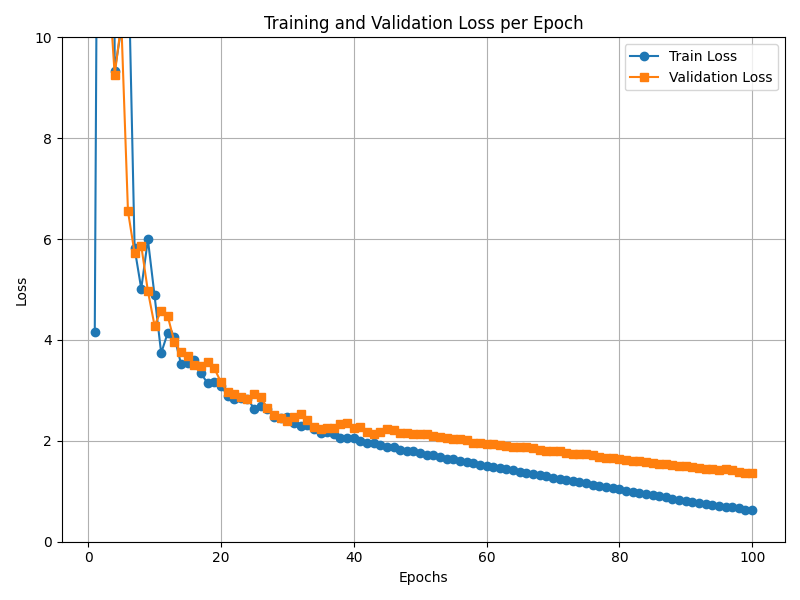 Training and Validation Loss per Epoch
Train Loss
Validation Loss
10
8
6
4
2
0
Loss
0 20 40 60 80 100
Epochs